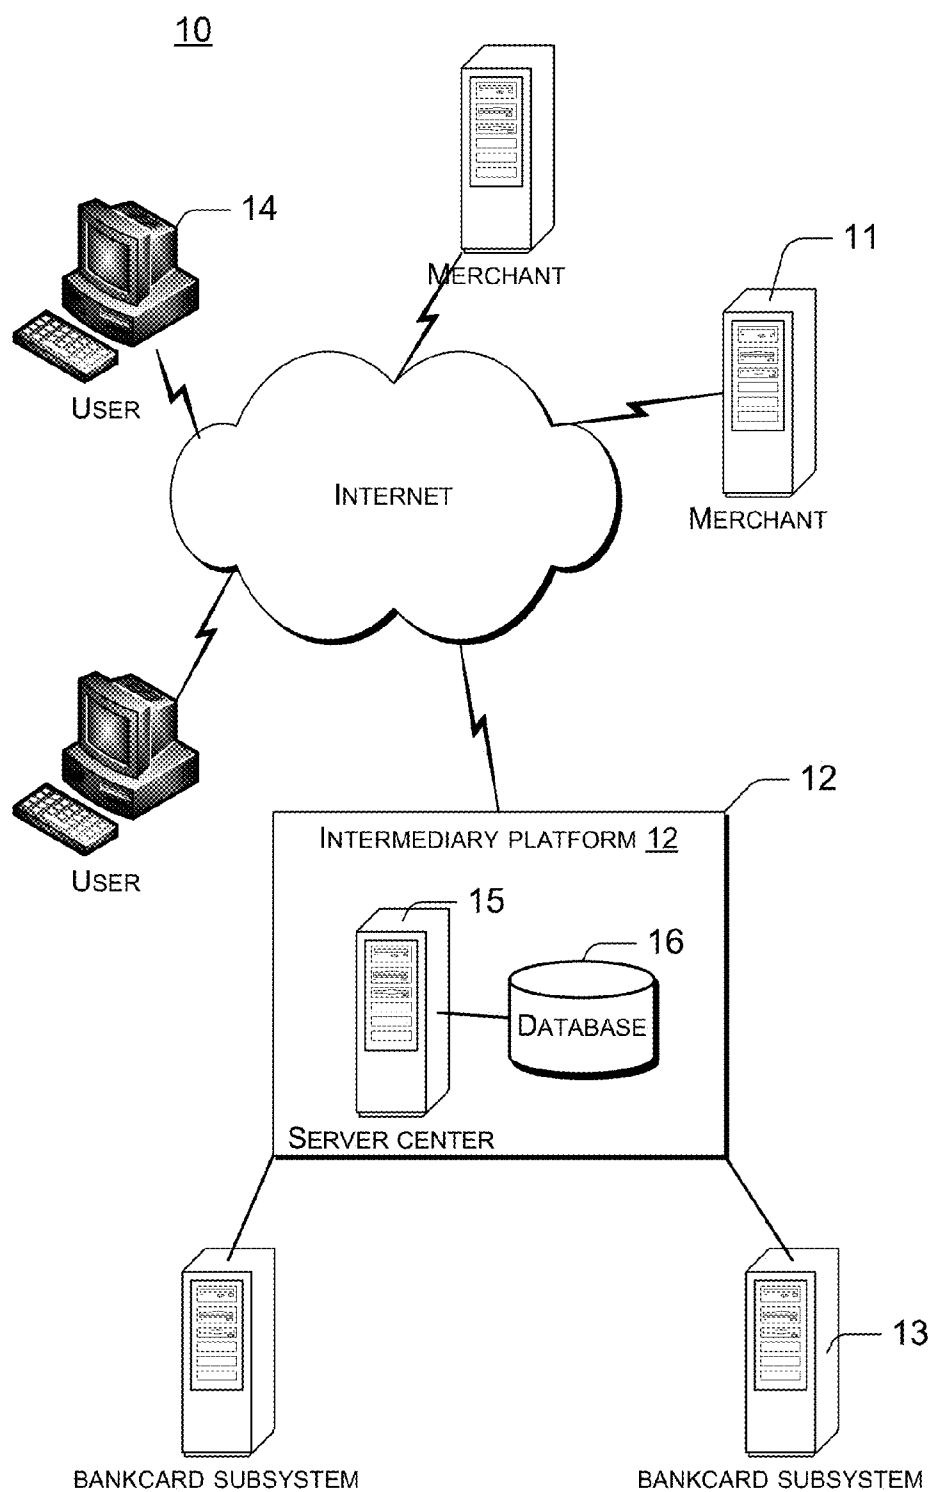 10
14
MERCHANT
11
USER
INTERNET
MERCHANT
12
INTERMEDIARY PLATFORM 12
USER
15
16
DATABASE
SERVER CENTER
13
BANKCARD SUBSYSTEM
BANKCARD SUBSYSTEM